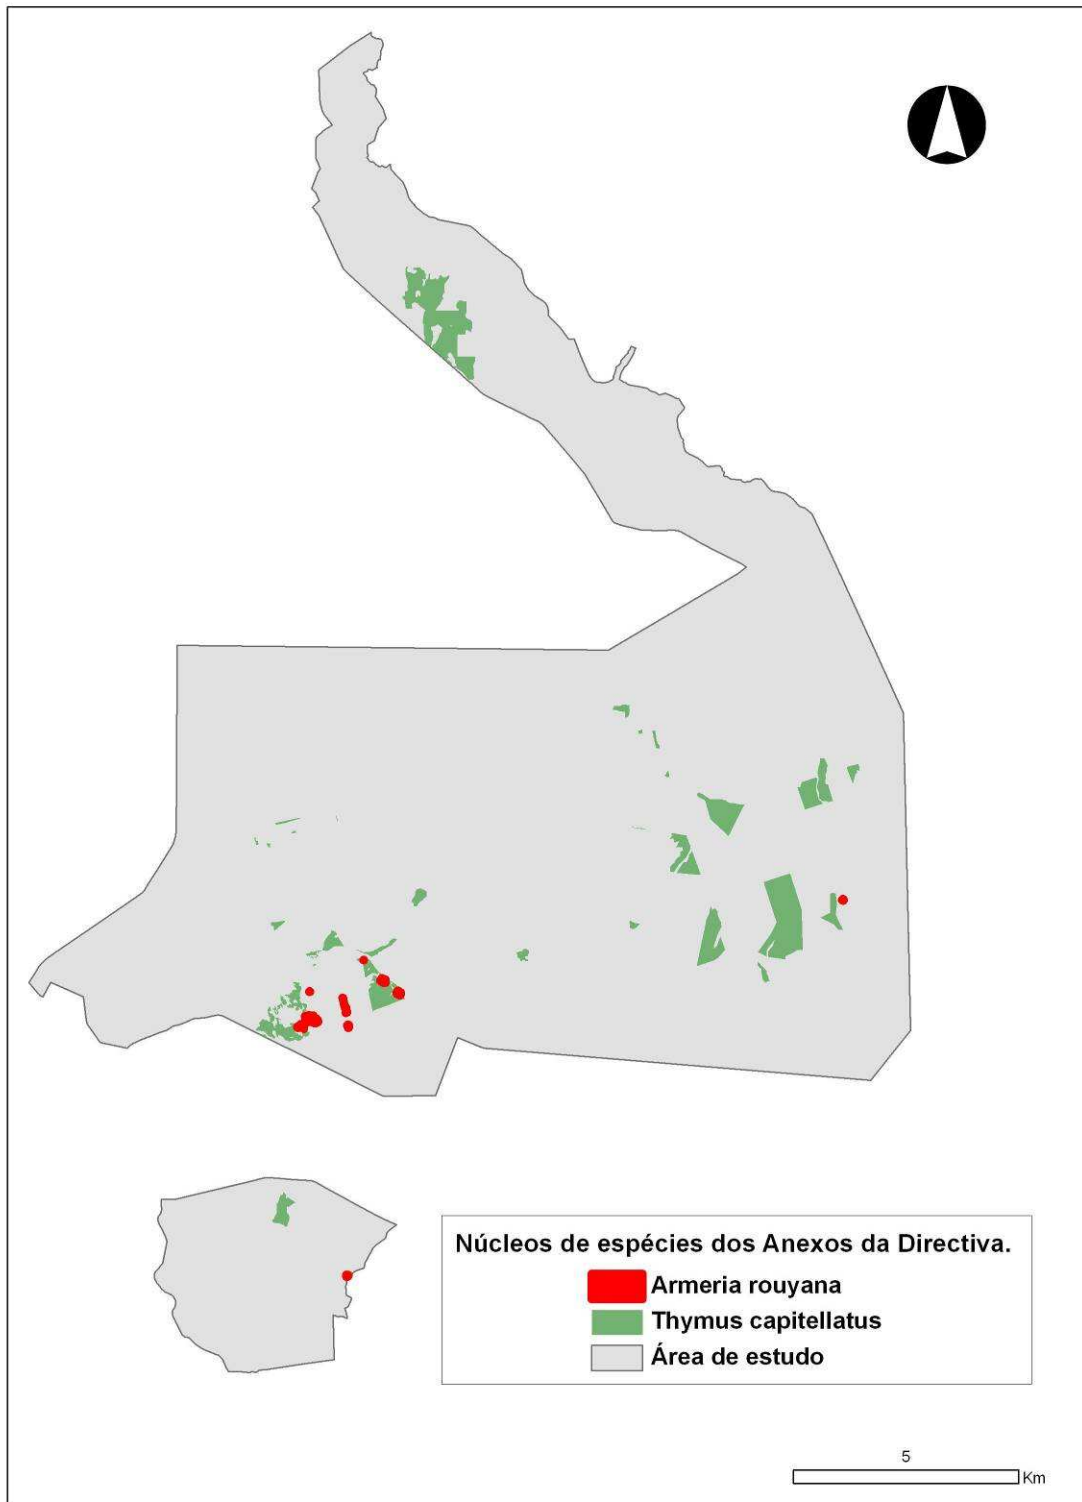 Núcleos de espécies dos Anexos da Directiva.
Armeria rouyana
Thymus capitellatus
Área de estudo
5
Km